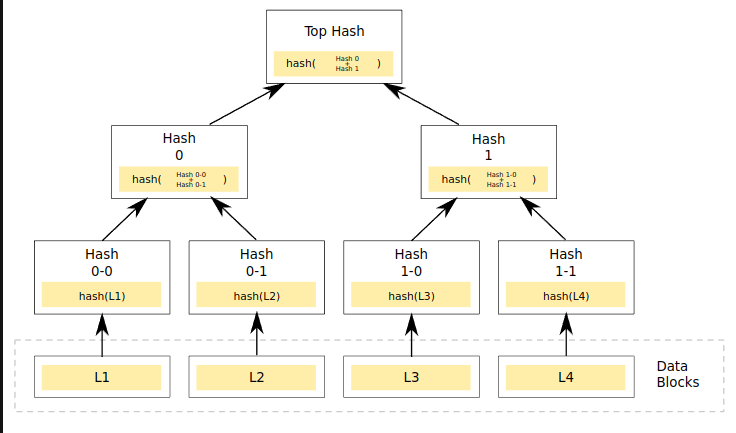 Top Hash
hash( Hash 0 + Hash 1 )
Hash
0
hash( Hash 0-0 + Hash 0-1 )
Hash
1
hash( Hash 1-0 + Hash 1-1 )
Hash
0-0
hash(L1)
Hash
0-1
hash(L2)
Hash
1-0
hash(L3)
Hash
1-1
hash(L4)
L1
L2
L3
L4
Data
Blocks